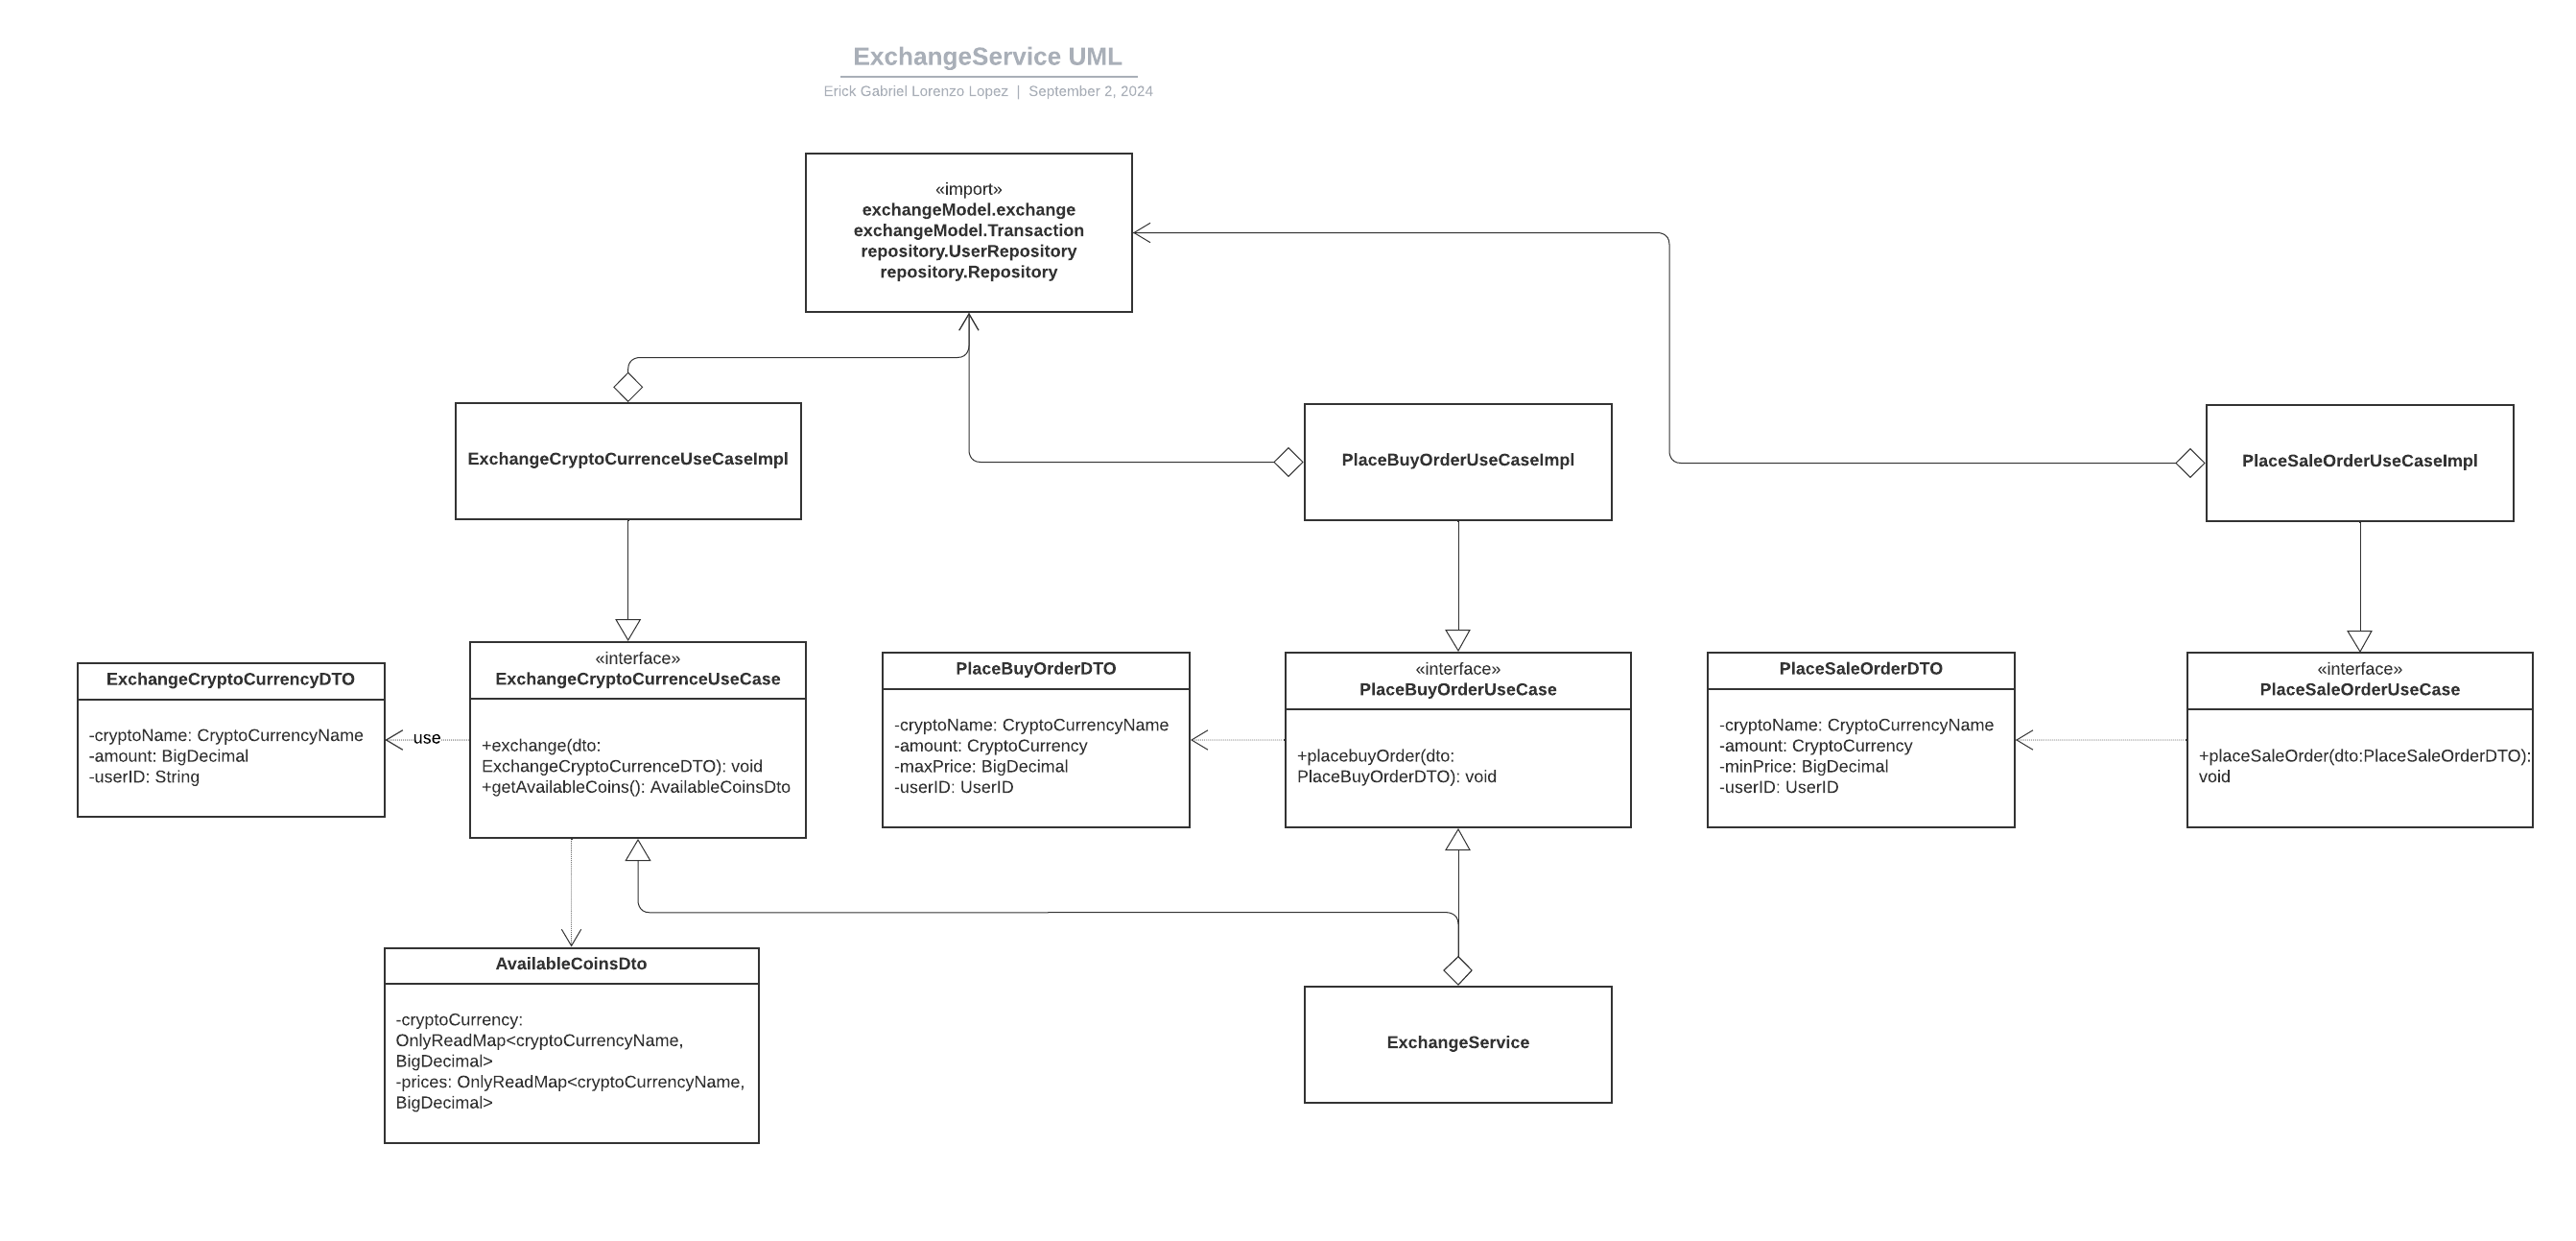 ExchangeService UML
Erick Gabriel Lorenzo Lopez | September 2, 2024
«import»
exchangeModel.exchange
exchangeModel.Transaction
repository.UserRepository
repository.Repository
ExchangeCryptoCurrenceUseCaseImpl
PlaceBuyOrderUseCaseImpl
PlaceSaleOrderUseCaseImpl
ExchangeCryptoCurrencyDTO
-cryptoName: CryptoCurrencyName
-amount: BigDecimal
-userID: String
use
«interface»
ExchangeCryptoCurrenceUseCase
+exchange(dto:
ExchangeCryptoCurrenceDTO): void
+getAvailableCoins(): AvailableCoinsDto
PlaceBuyOrderDTO
-cryptoName: CryptoCurrencyName
-amount: CryptoCurrency
-maxPrice: BigDecimal
-userID: UserID
«interface»
PlaceBuyOrderUseCase
+placebuyOrder(dto:
PlaceBuyOrderDTO): void
PlaceSaleOrderDTO
-cryptoName: CryptoCurrencyName
-amount: CryptoCurrency
-minPrice: BigDecimal
-userID: UserID
«interface»
PlaceSaleOrderUseCase
+placeSaleOrder(dto:PlaceSaleOrderDTO):
void
AvailableCoinsDto
-cryptoCurrency:
OnlyReadMap<cryptoCurrencyName,
BigDecimal>
-prices: OnlyReadMap<cryptoCurrencyName,
BigDecimal>
ExchangeService